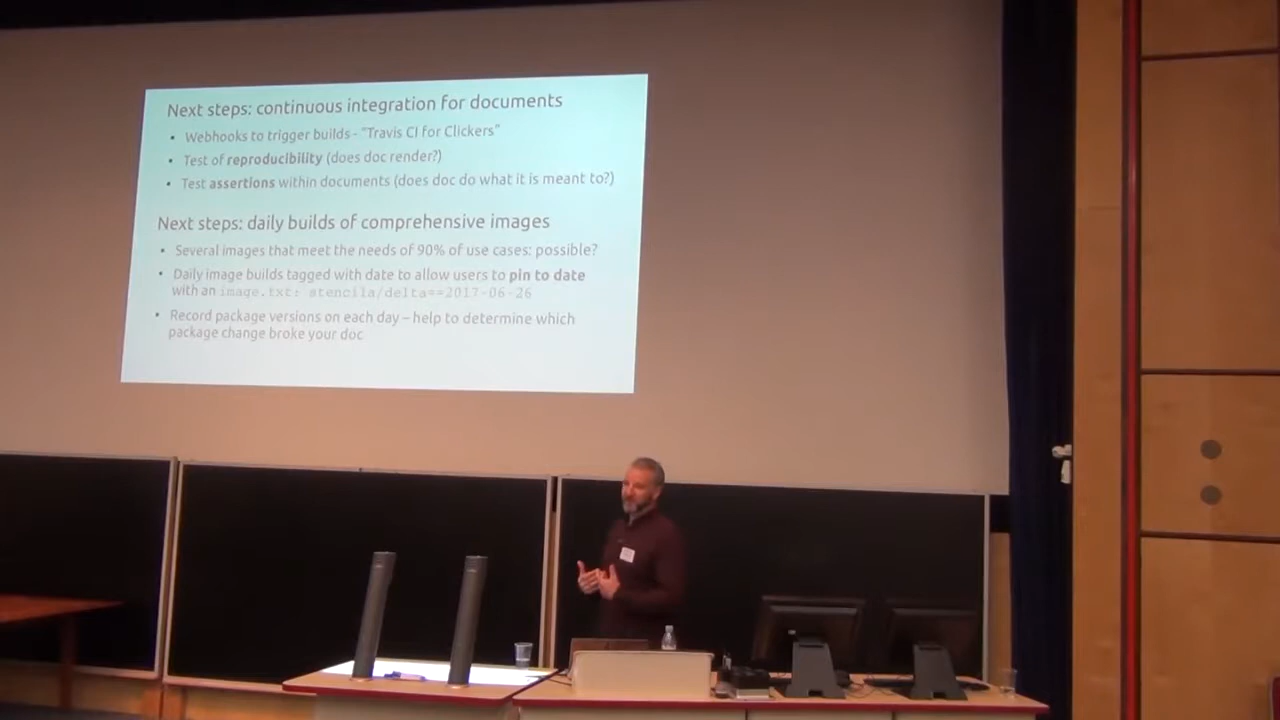 Next steps: continuous integration for documents
• Webhooks to trigger builds - "Travis CI for Clickers"
• Test of reproducibility (does doc render?)
• Test assertions within documents (does doc do what it is meant to?)
Next steps: daily builds of comprehensive images
• Several images that meet the needs of 90% of use cases: possible?
• Daily image builds tagged with date to allow users to pin to date
with an image.txt: stencila/delta==2017-06-26
• Record package versions on each day – help to determine which
package change broke your doc